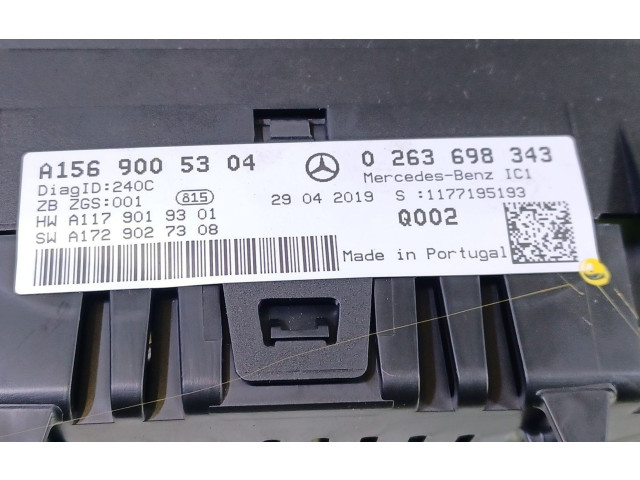 A156 900 53 04
0 263 698 343
DiagID:240C
Mercedes-Benz IC1
ZB ZGS:001
815
29 04 2019
S :1177195193
HW A117 901 93 01
Q002
SW A172 902 73 08
Made in Portugal